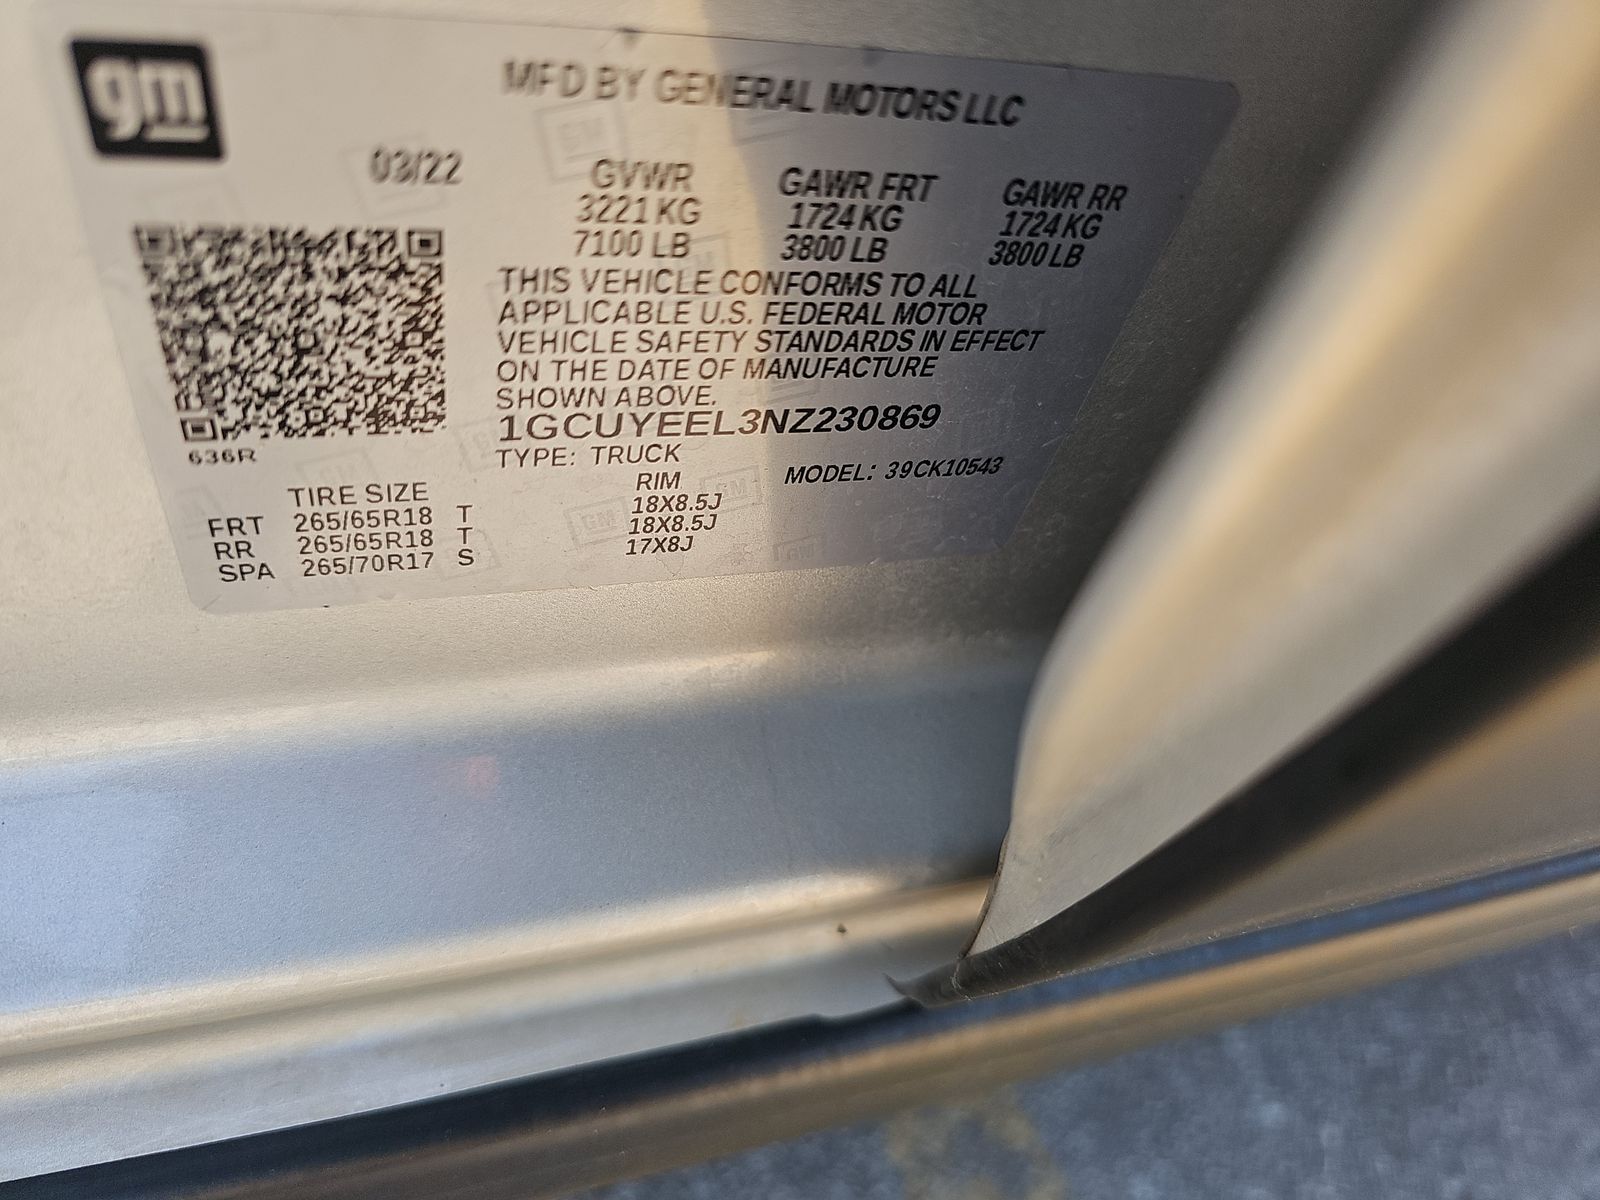 gm
MFD BY GENERAL MOTORS LLC
03/22
GVWR GAWR FRT GAWR RR
3221 KG 1724 KG 1724 KG
7100 LB 3800 LB 3800 LB
THIS VEHICLE CONFORMS TO ALL
APPLICABLE U.S. FEDERAL MOTOR
VEHICLE SAFETY STANDARDS IN EFFECT
ON THE DATE OF MANUFACTURE
SHOWN ABOVE.
1GCUYEEL3NZ230869
636R
TYPE: TRUCK MODEL: 39CK10543
TIRE SIZE RIM
FRT 265/65R18 T 18X8.5J
RR 265/65R18 T 18X8.5J
SPA 265/70R17 S 17X8J